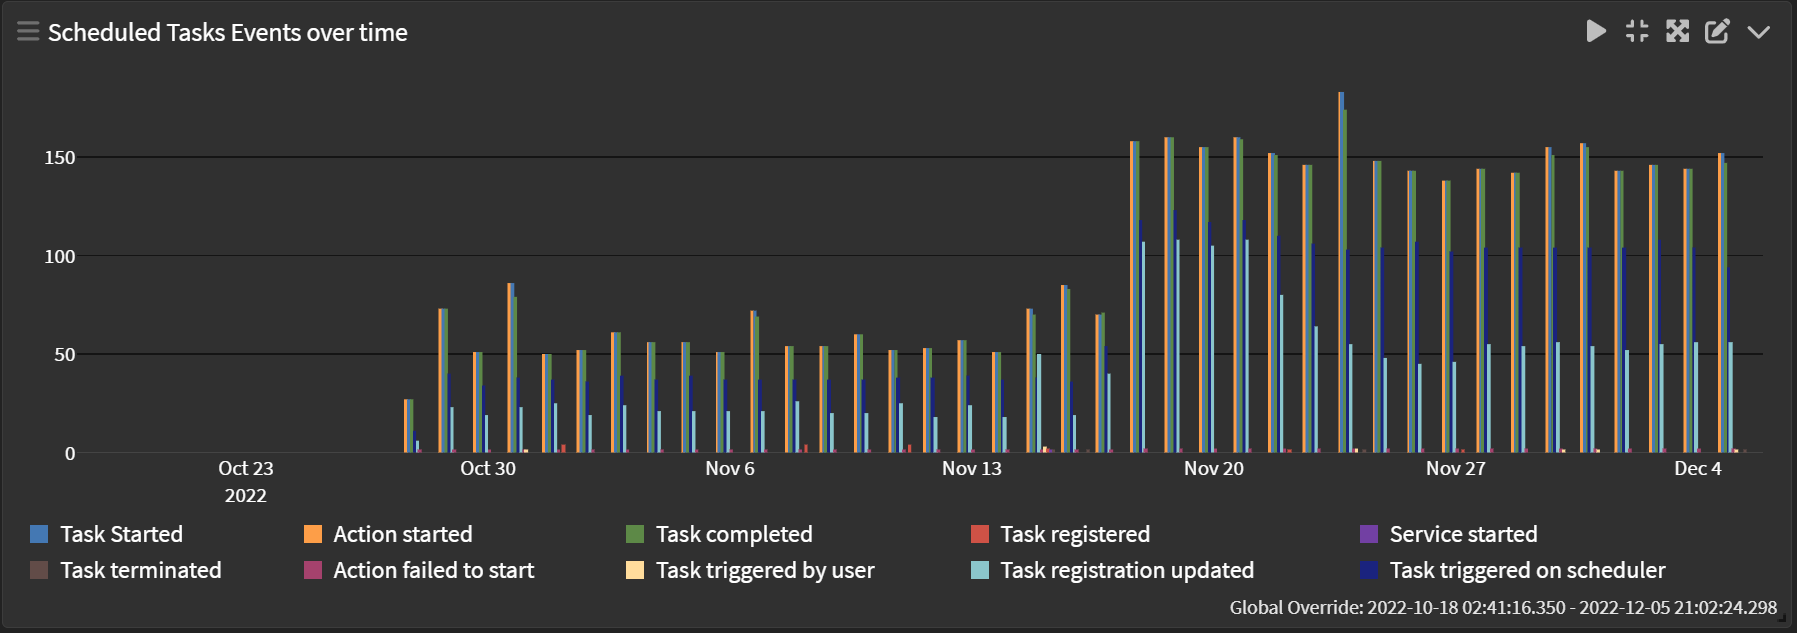 Scheduled Tasks Events over time
150
100
50
0
Oct 23 Oct 30 Nov 6 Nov 13 Nov 20 Nov 27 Dec 4
2022
Task Started Action started Task completed Task registered Service started
Task terminated Action failed to start Task triggered by user Task registration updated Task triggered on scheduler
Global Override: 2022-10-18 02:41:16.350 - 2022-12-05 21:02:24.298